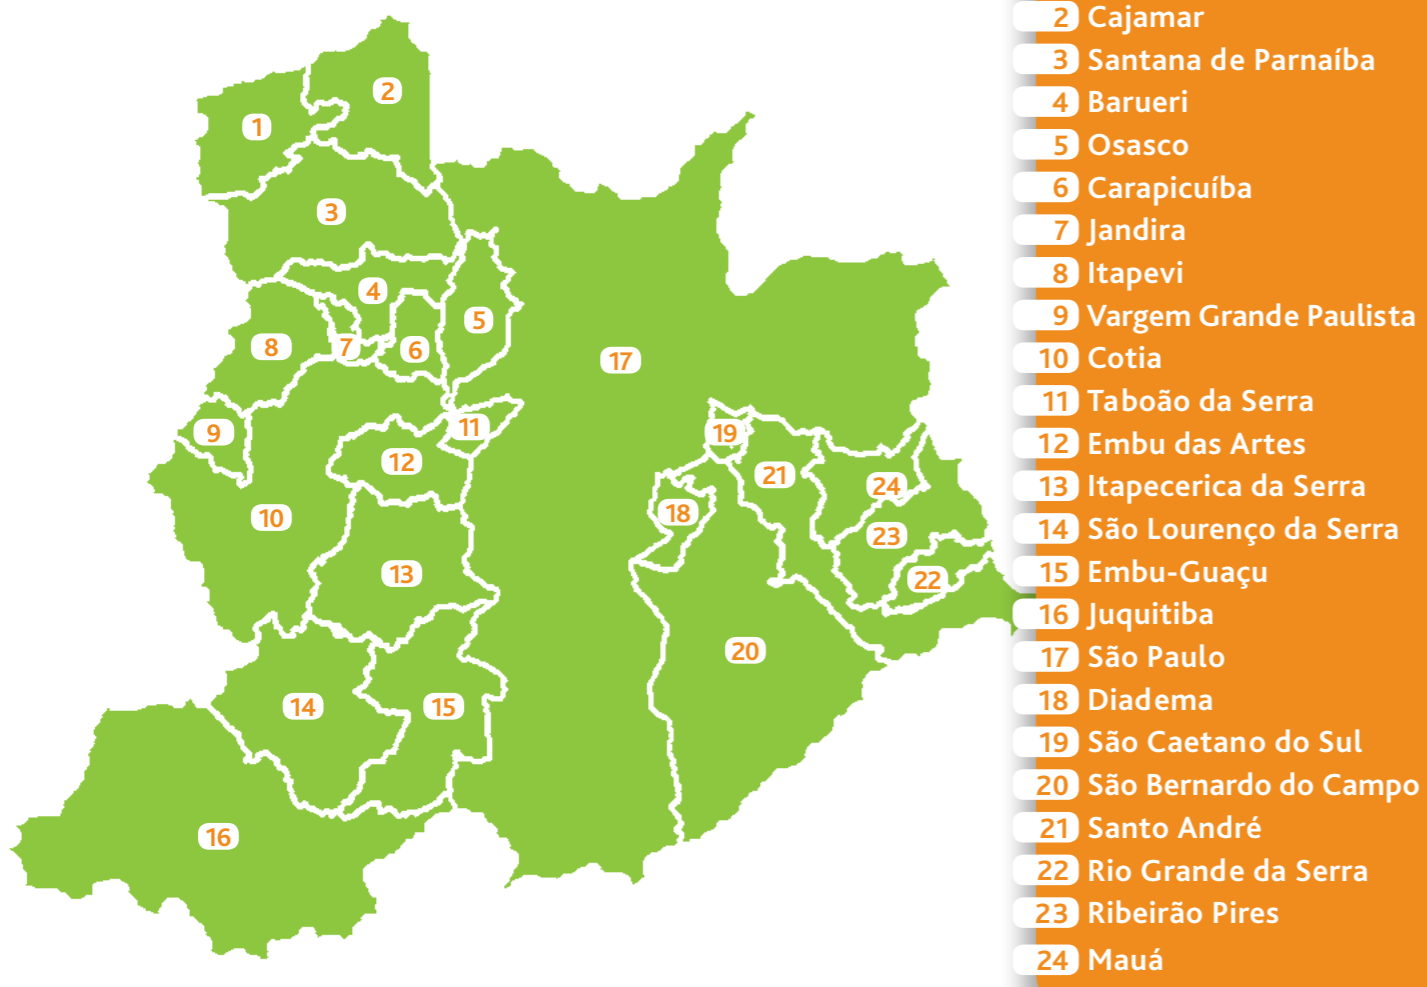 1
2
3
4
5
6
7
8
9
10
11
12
13
14
15
16
17
18
19
20
21
22
23
24
2 Cajamar
3 Santana de Parnaíba
4 Barueri
5 Osasco
6 Carapicuíba
7 Jandira
8 Itapevi
9 Vargem Grande Paulista
10 Cotia
11 Taboão da Serra
12 Embu das Artes
13 Itapecerica da Serra
14 São Lourenço da Serra
15 Embu-Guaçu
16 Juquitiba
17 São Paulo
18 Diadema
19 São Caetano do Sul
20 São Bernardo do Campo
21 Santo André
22 Rio Grande da Serra
23 Ribeirão Pires
24 Mauá